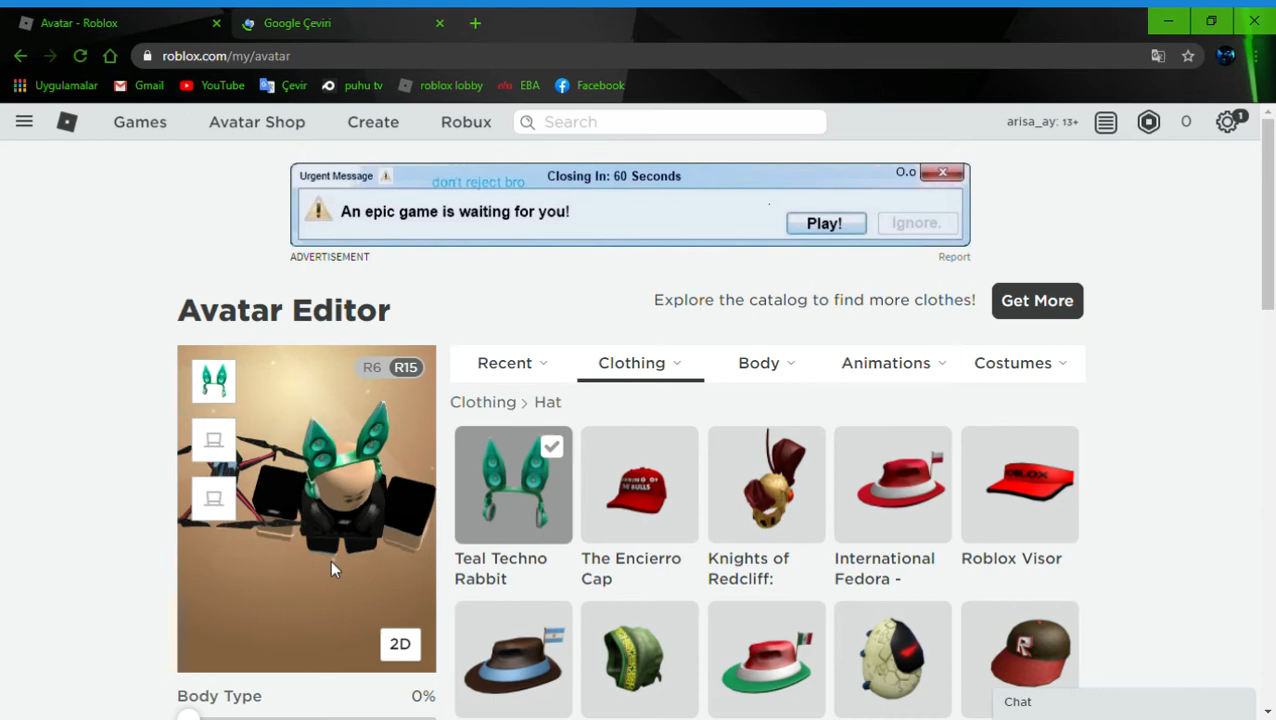 Avatar - Roblox
Google Çeviri
roblox.com/my/avatar
Uygulamalar
Gmail
YouTube
Çevir
puhu tv
roblox lobby
EBA
Facebook
Games
Avatar Shop
Create
Robux
Search
arisa_ay: 13+
0
1
Urgent Message
don't reject bro
Closing In: 60 Seconds
O.o
X
An epic game is waiting for you!
Play!
Ignore.
ADVERTISEMENT
Report
Avatar Editor
Explore the catalog to find more clothes!
Get More
R6
R15
Recent
Clothing
Body
Animations
Costumes
Clothing > Hat
ROBLOX
Teal Techno
Rabbit
The Encierro
Cap
Knights of
Redcliff:
International
Fedora -
Roblox Visor
2D
R
Body Type
0%
Chat